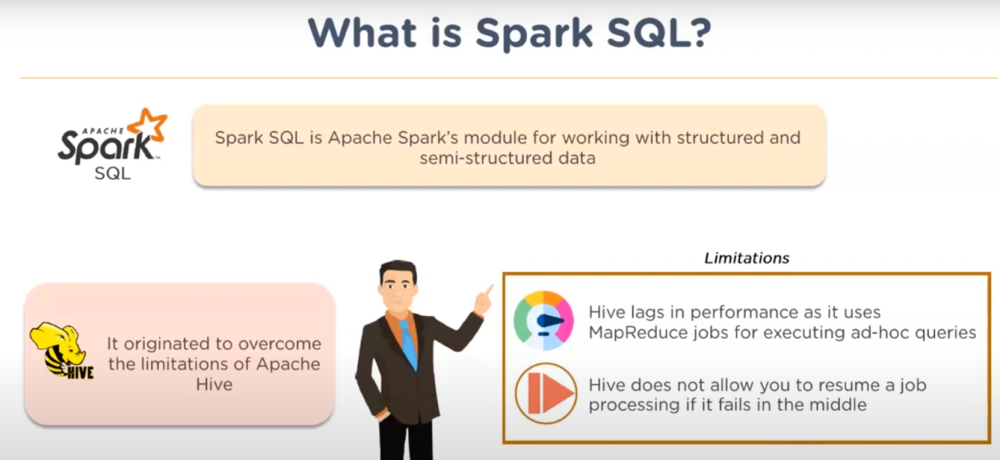 What is Spark SQL?
APACHE
Spark™
SQL
Spark SQL is Apache Spark's module for working with structured and
semi-structured data
HIVE
It originated to overcome
the limitations of Apache
Hive
Limitations
Hive lags in performance as it uses
MapReduce jobs for executing ad-hoc queries
Hive does not allow you to resume a job
processing if it fails in the middle